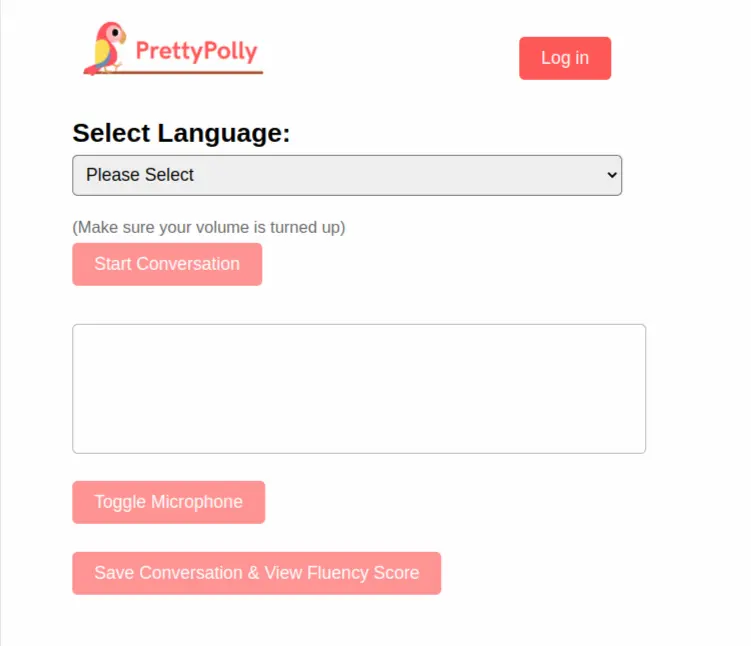 PrettyPolly
Log in
Select Language:
Please Select
(Make sure your volume is turned up)
Start Conversation
Toggle Microphone
Save Conversation & View Fluency Score